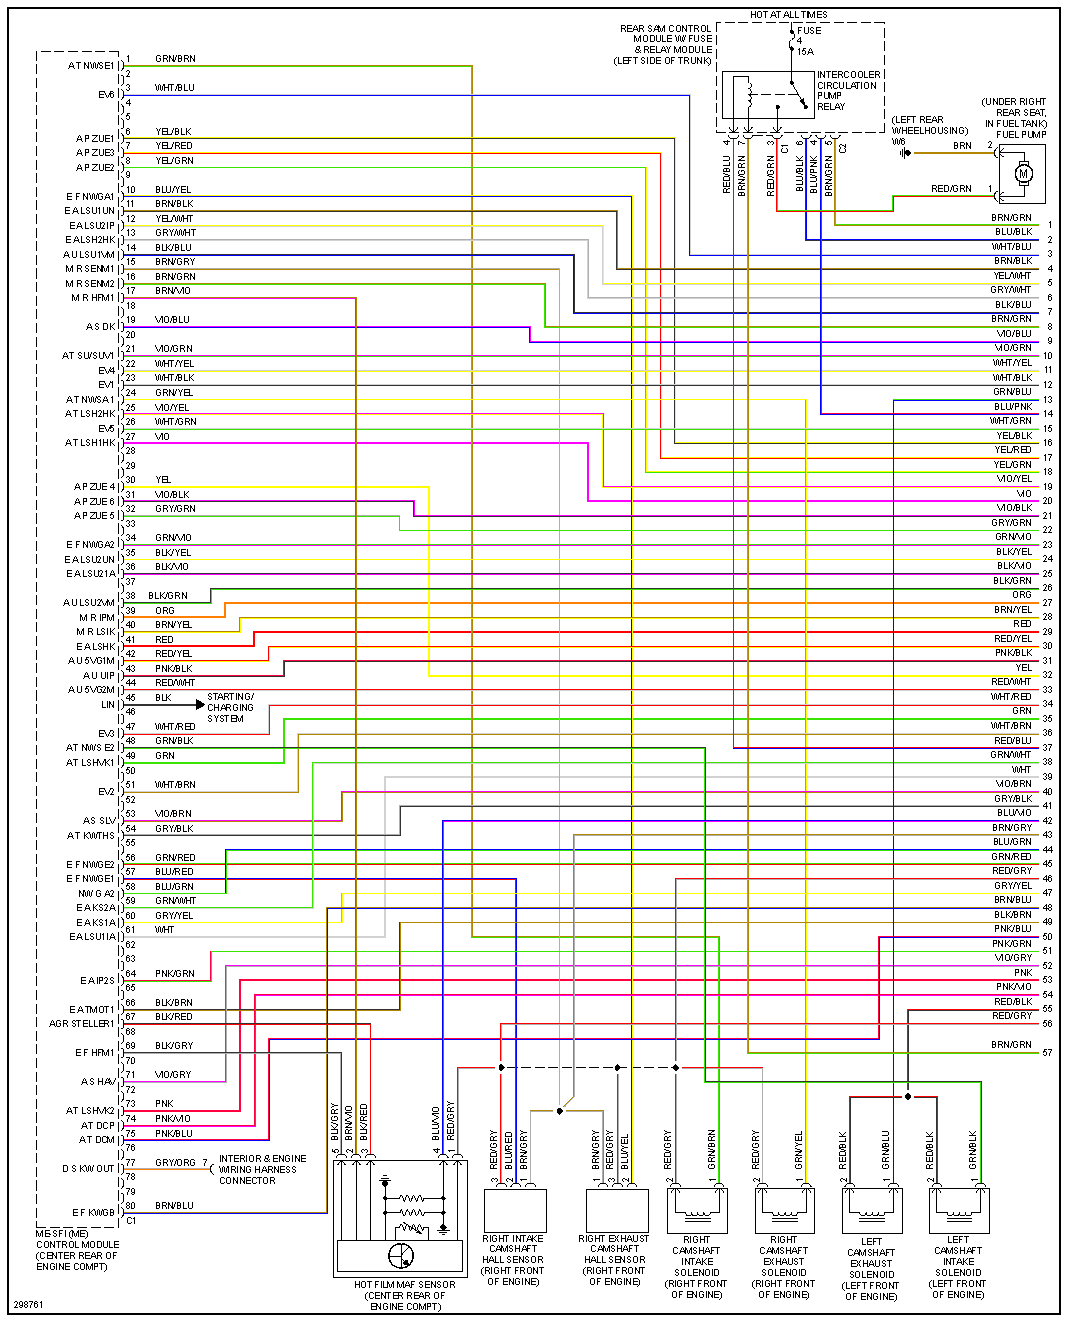 HOT AT ALL TIMES
REAR SAM CONTROL
MODULE W/ FUSE
& RELAY MODULE
(LEFT SIDE OF TRUNK)
FUSE
4
15A
INTERCOOLER
CIRCULATION
PUMP
RELAY
(UNDER RIGHT
REAR SEAT,
IN FUEL TANK)
FUEL PUMP
(LEFT REAR
WHEELHOUSING)
W6
BRN 2
M
RED/GRN 1
4 7 3 C1 6 4 5 C2
RED/BLU
BRN/GRN
RED/GRN
BLU/BLK
BLU/PNK
BRN/GRN
AT NWSE1 1 GRN/BRN
2
EV6 3 WHT/BLU
4
5
AP ZUE1 6 YEL/BLK
AP ZUE3 7 YEL/RED
AP ZUE2 8 YEL/GRN
9
EF NWGA1 10 BLU/YEL
EALSU1UN 11 BRN/BLK
EALSU2IP 12 YEL/WHT
EALSH2HK 13 GRY/WHT
AULSU1VM 14 BLK/BLU
MRSENM1 15 BRN/GRY
MRSENM2 16 BRN/GRN
MR HFM1 17 BRN/VIO
18
AS DK 19 VIO/BLU
20
AT SU/SUV1 21 VIO/GRN
EV4 22 WHT/YEL
EV1 23 WHT/BLK
AT NWSA1 24 GRN/YEL
AT LSH2HK 25 VIO/YEL
EV5 26 WHT/GRN
AT LSH1HK 27 VIO
28
29
AP ZUE 4 30 YEL
AP ZUE 6 31 VIO/BLK
AP ZUE 5 32 GRY/GRN
33
EF NWGA2 34 GRN/VIO
EALSU2UN 35 BLK/YEL
EALSU21A 36 BLK/VIO
37
AULSU2VM 38 BLK/GRN
MR IPM 39 ORG
MR LSIK 40 BRN/YEL
EALSHK 41 RED
AU 5VG1M 42 RED/YEL
AU UIP 43 PNK/BLK
AU 5VG2M 44 RED/WHT
LIN 45 BLK
STARTING/
CHARGING
SYSTEM
46
EV3 47 WHT/RED
AT NWSE2 48 GRN/BLK
AT LSHVK1 49 GRN
50
EV2 51 WHT/BRN
52
AS SLV 53 VIO/BRN
AT KWTHS 54 GRY/BLK
55
EF NWGE2 56 GRN/RED
EF NWGE1 57 BLU/RED
NWGA2 58 BLU/GRN
EAKS2A 59 GRN/WHT
EAKS1A 60 GRY/YEL
EALSU1IA 61 WHT
62
63
EAIP2S 64 PNK/GRN
65
EATMOT1 66 BLK/BRN
AGR STELLER1 67 BLK/RED
68
EF HFM1 69 BLK/GRY
70
AS HAV 71 VIO/GRY
72
AT LSHVK2 73 PNK
AT DCP 74 PNK/VIO
AT DCM 75 PNK/BLU
76
DS KW OUT 77 GRY/ORG 7
INTERIOR & ENGINE
WIRING HARNESS
CONNECTOR
78
79
EF KWGB 80 BRN/BLU
C1
ME-SFI (ME)
CONTROL MODULE
(CENTER REAR OF
ENGINE COMPT)
BRN/GRN 1
BLU/BLK 2
WHT/BLU 3
BRN/BLK 4
YEL/WHT 5
GRY/WHT 6
BLK/BLU 7
BRN/GRN 8
VIO/BLU 9
VIO/GRN 10
WHT/YEL 11
WHT/BLK 12
GRN/BLU 13
BLU/PNK 14
WHT/GRN 15
YEL/BLK 16
YEL/RED 17
YEL/GRN 18
VIO/YEL 19
VIO 20
VIO/BLK 21
GRY/GRN 22
GRN/VIO 23
BLK/YEL 24
BLK/VIO 25
BLK/GRN 26
ORG 27
BRN/YEL 28
RED 29
RED/YEL 30
PNK/BLK 31
YEL 32
RED/WHT 33
WHT/RED 34
GRN 35
WHT/BRN 36
RED/BLU 37
GRN/WHT 38
WHT 39
VIO/BRN 40
GRY/BLK 41
BLU/VIO 42
BRN/GRY 43
BLU/GRN 44
GRN/RED 45
RED/GRY 46
GRY/YEL 47
BRN/BLU 48
BLK/BRN 49
PNK/BLU 50
PNK/GRN 51
VIO/GRY 52
PNK 53
PNK/VIO 54
RED/BLK 55
RED/GRY 56
BRN/GRN 57
BLK/GRY 5
BRN/VIO 2
BLK/RED 3
BLU/VIO 4
RED/GRY 1
HOT FILM MAF SENSOR
(CENTER REAR OF
ENGINE COMPT)
RED/GRY 3
BLU/RED 2
BRN/GRY 1
RIGHT INTAKE
CAMSHAFT
HALL SENSOR
(RIGHT FRONT
OF ENGINE)
BRN/GRY 1
RED/GRY 3
BLU/YEL 2
RIGHT EXHAUST
CAMSHAFT
HALL SENSOR
(RIGHT FRONT
OF ENGINE)
RED/GRY 2
GRN/BRN 1
RIGHT
CAMSHAFT
INTAKE
SOLENOID
(RIGHT FRONT
OF ENGINE)
RED/GRY 2
GRN/YEL 1
RIGHT
CAMSHAFT
EXHAUST
SOLENOID
(RIGHT FRONT
OF ENGINE)
RED/BLK 2
GRN/BLU 1
LEFT
CAMSHAFT
EXHAUST
SOLENOID
(LEFT FRONT
OF ENGINE)
RED/BLK 2
GRN/BLK 1
LEFT
CAMSHAFT
INTAKE
SOLENOID
(LEFT FRONT
OF ENGINE)
298761